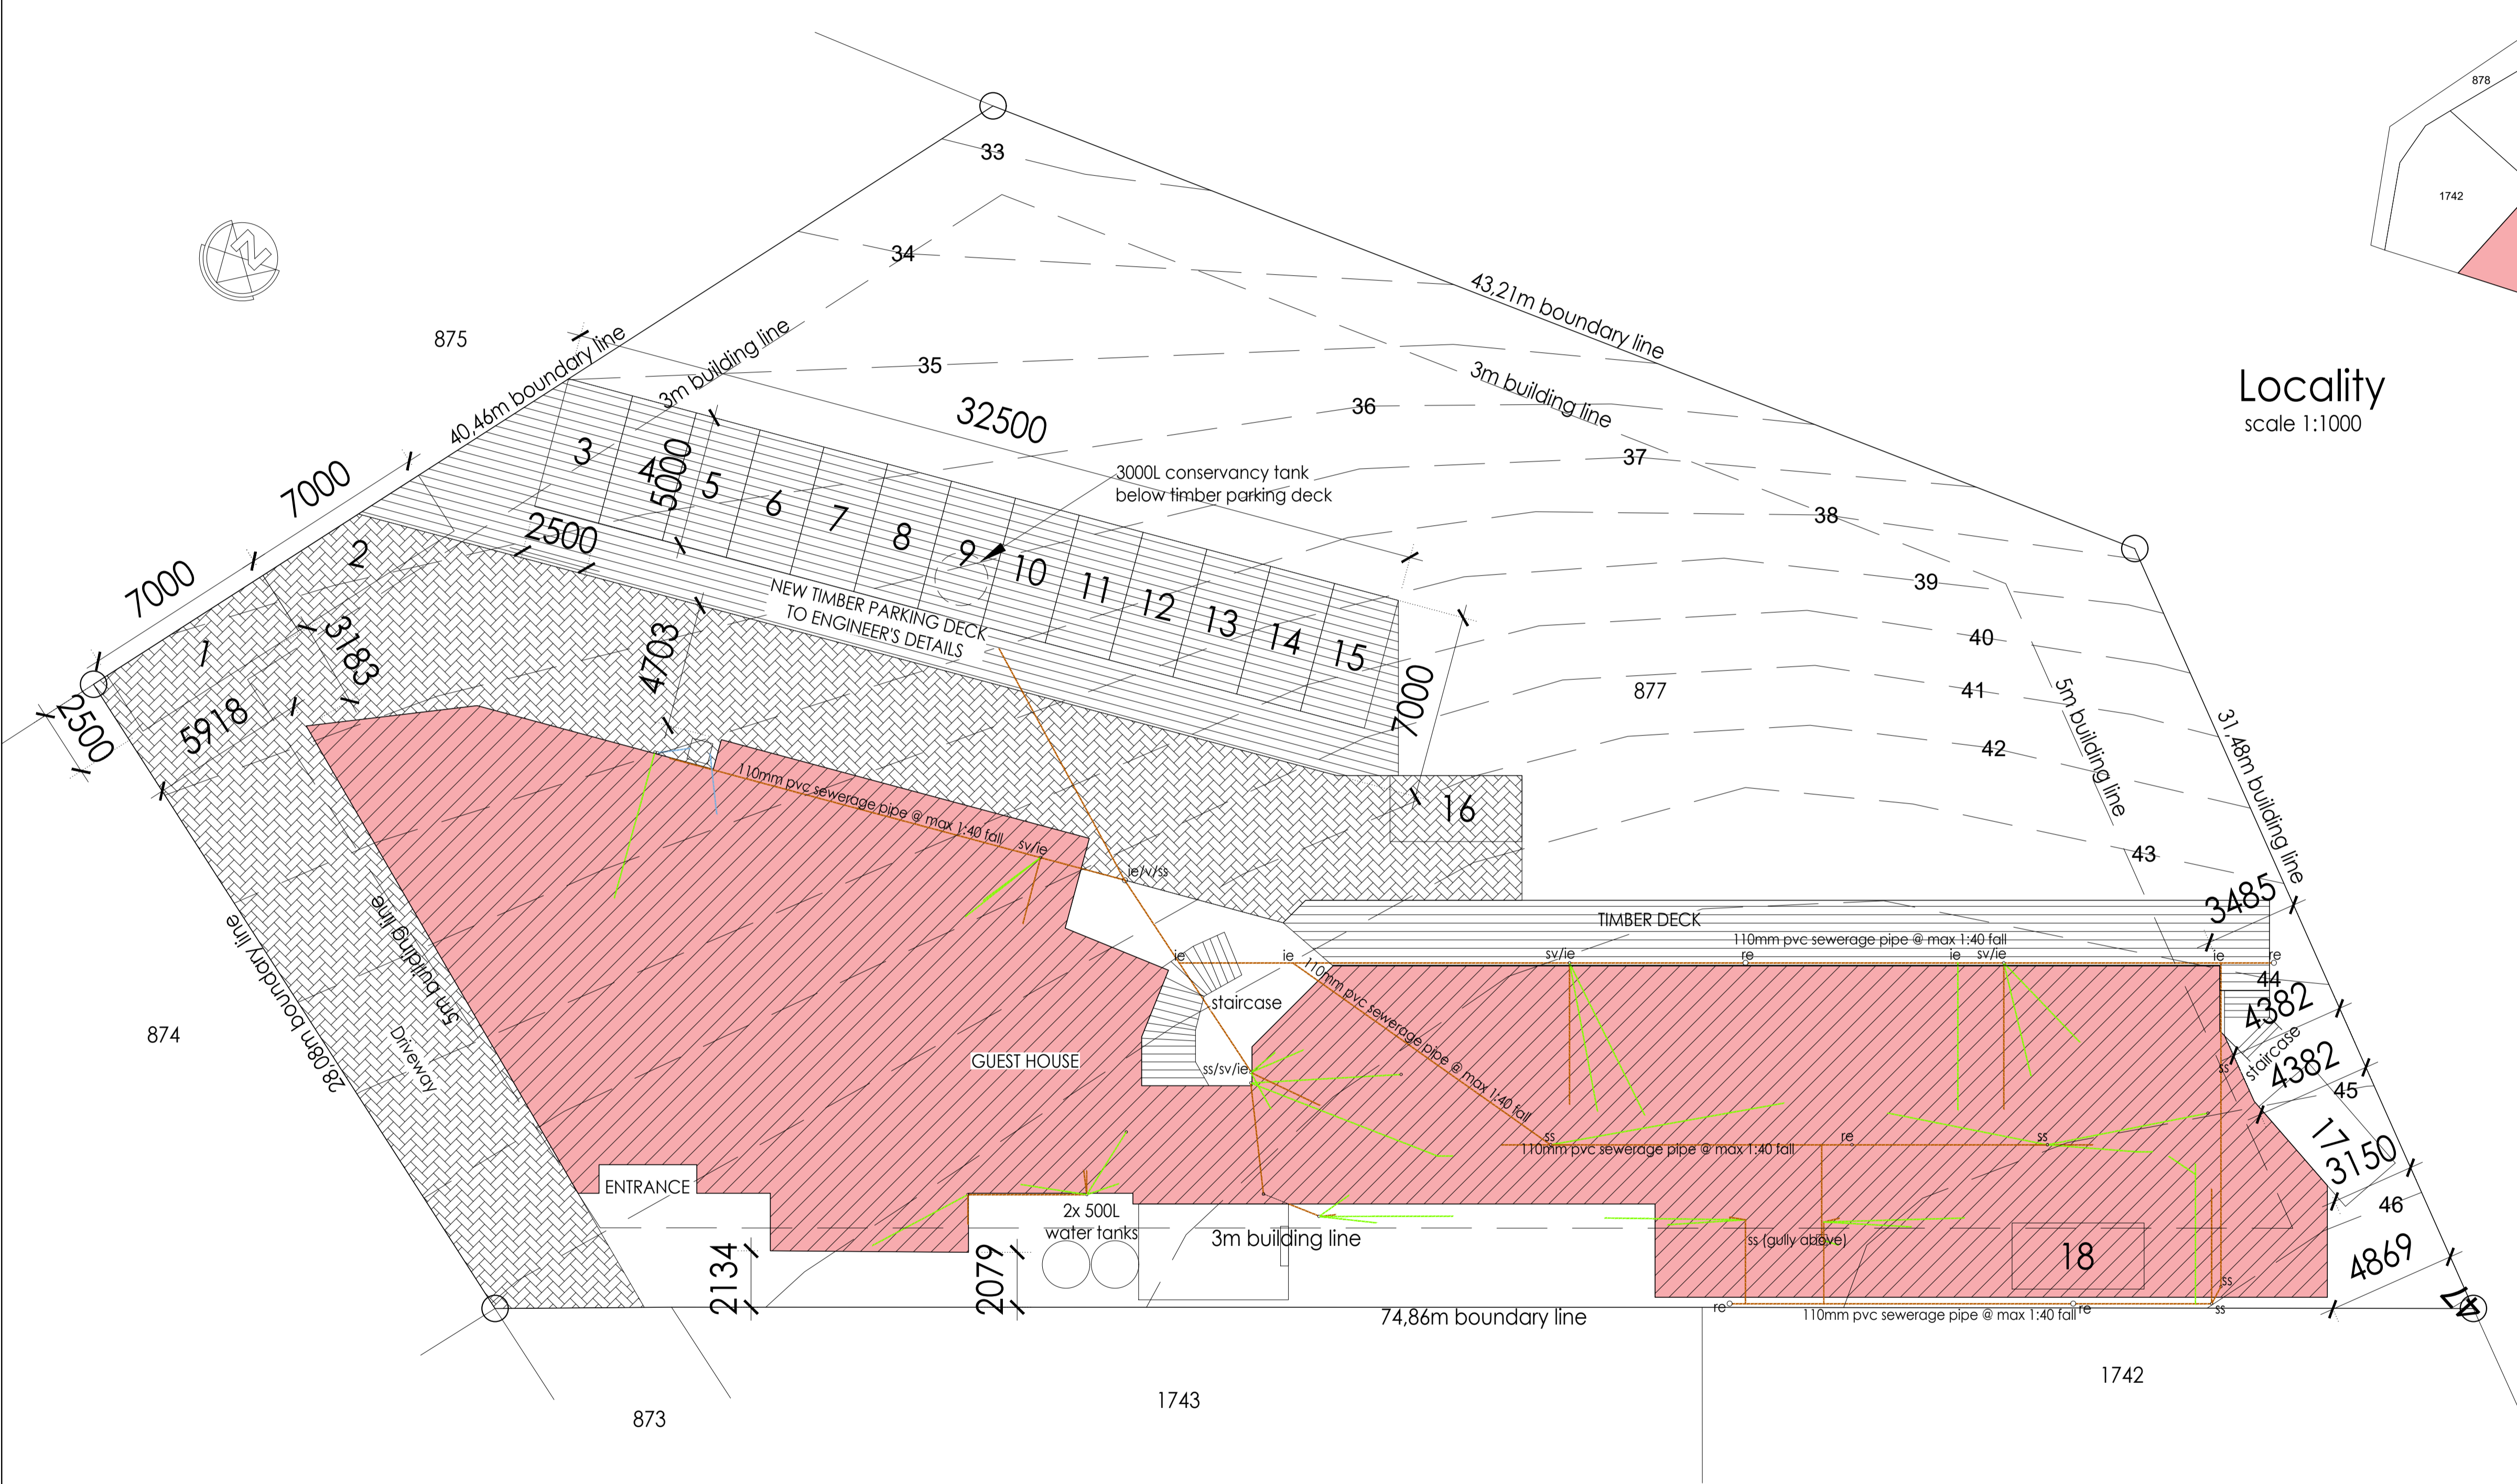 878
1742
33
34
43,21m boundary line
N
875
40,46m boundary line
3m building line
35
Locality
scale 1:1000
3m building line
36
32500
37
3
4
5000
5
6
7
8
9
10
11
12
13
14
15
3000L conservancy tank
below timber parking deck
7000
7000
2500
2
1
38
39
40
41
42
43
NEW TIMBER PARKING DECK
TO ENGINEER'S DETAILS
3183
4703
5918
2500
877
7000
5m building line
31,48m building line
16
110mm pvc sewerage pipe @ max 1:40 fall
sv/ie
ie/v/ss
3485
TIMBER DECK
110mm pvc sewerage pipe @ max 1:40 fall
ie
ie
sv/ie
re
ie
sv/ie
ie
re
44
4382
staircase
110mm pvc sewerage pipe @ max 1:40 fall
28,08m boundary line
5m building line
Driveway
874
GUEST HOUSE
ss/sv/ie
ss
staircase
4382
45
ss
re
ss
110mm pvc sewerage pipe @ max 1:40 fall
17
3150
46
ENTRANCE
2x 500L
water tanks
3m building line
ss (gully above)
18
4869
2134
2079
ss
47
re
re
ss
74,86m boundary line
110mm pvc sewerage pipe @ max 1:40 fall
1742
1743
873